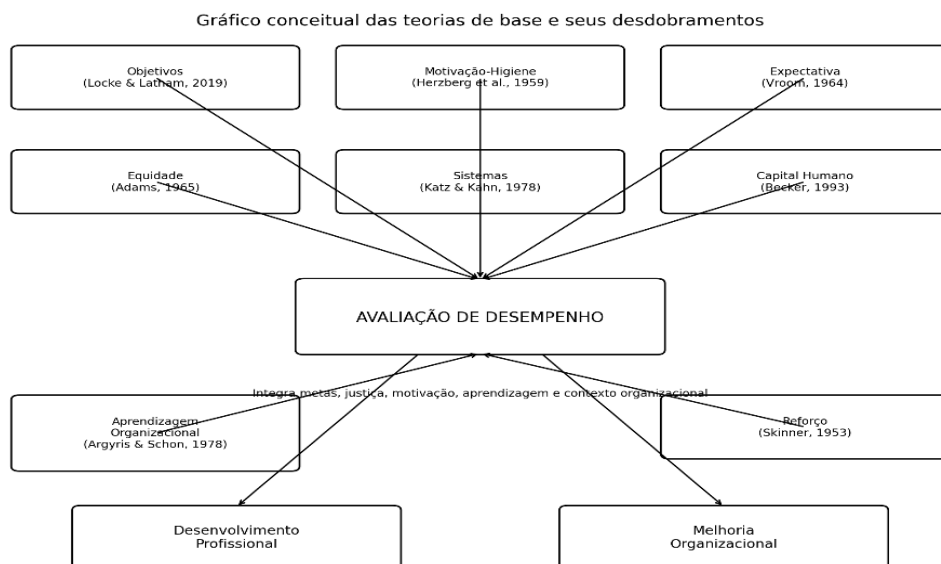 Gráfico conceitual das teorias de base e seus desdobramentos
Objetivos
(Locke & Latham, 2019)
Motivação-Higiene
(Herzberg et al., 1959)
Expectativa
(Vroom, 1964)
Equidade
(Adams, 1965)
Sistemas
(Katz & Kahn, 1978)
Capital Humano
(Becker, 1993)
AVALIAÇÃO DE DESEMPENHO
Integra metas, justiça, motivação, aprendizagem e contexto organizacional
Aprendizagem
Organizacional
(Argyris & Schon, 1978)
Reforço
(Skinner, 1953)
Desenvolvimento
Profissional
Melhoria
Organizacional